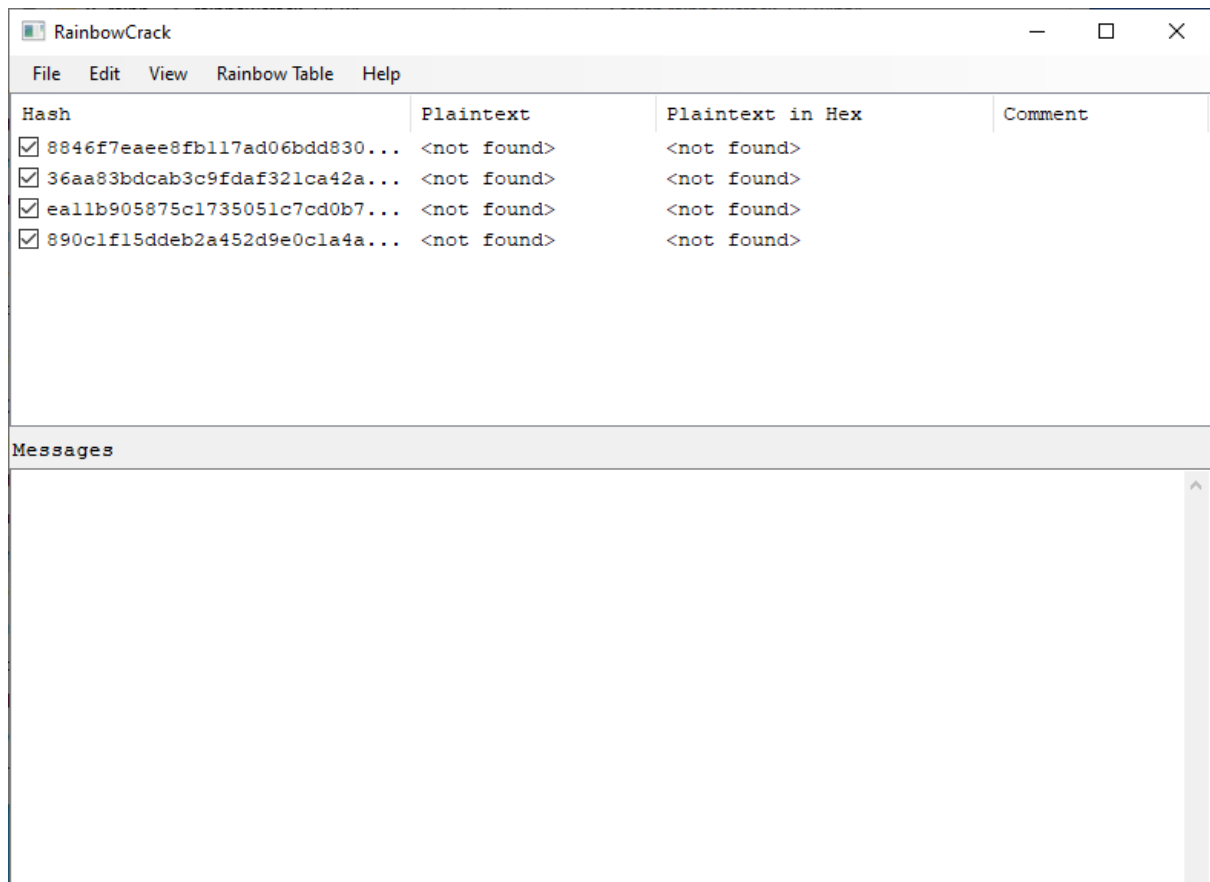 RainbowCrack
File Edit View Rainbow Table Help
Hash Plaintext Plaintext in Hex Comment
8846f7eaee8fb117ad06bdd830... <not found> <not found>
36aa83bdcab3c9fdaf321ca42a... <not found> <not found>
ea11b905875c1735051c7cd0b7... <not found> <not found>
890c1f15ddeb2a452d9e0c1a4a... <not found> <not found>
Messages